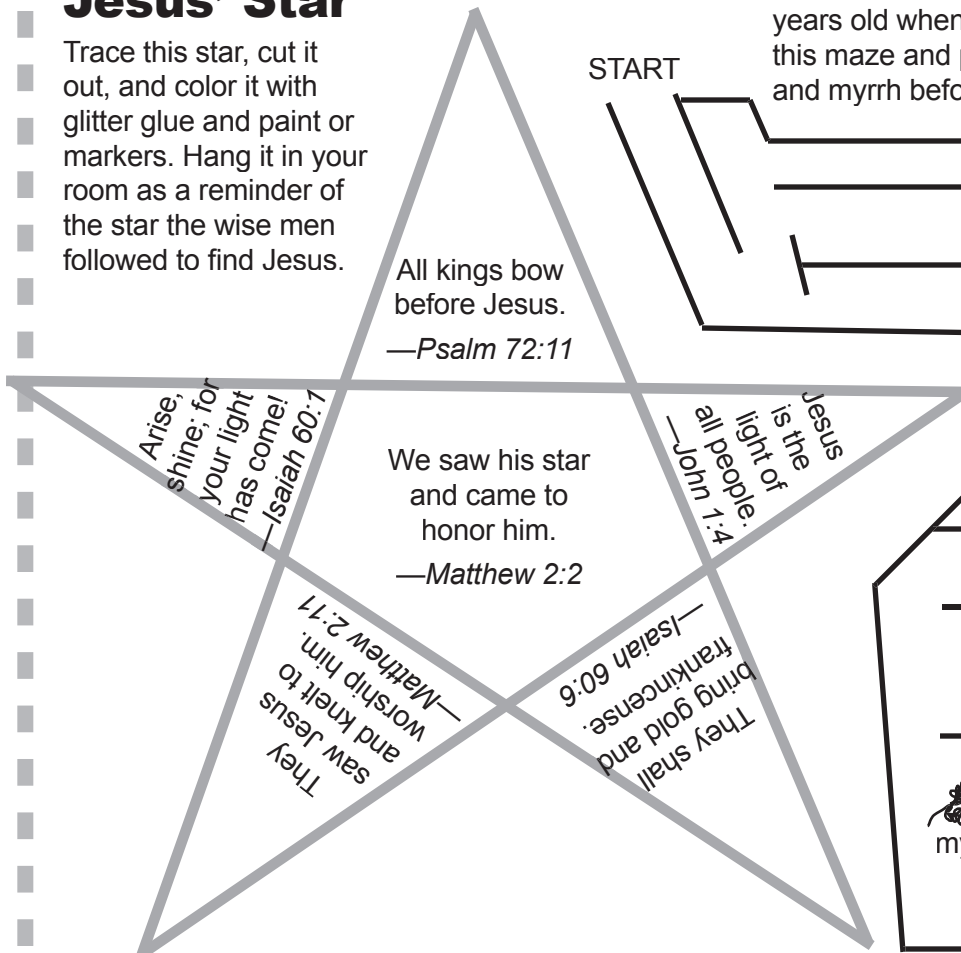 Jesus' Star
Trace this star, cut it
out, and color it with
glitter glue and paint or
markers. Hang it in your
room as a reminder of
the star the wise men
followed to find Jesus.
START
years old when
this maze and
and myrrh
All kings bow
before Jesus.
—Psalm 72:11
Arise,
shine; for
your light
has come!
—Isaiah 60:1
We saw his star
and came to
honor him.
—Matthew 2:2
Jesus
is the
light of
all people.
—John 1:4
They
saw Jesus
and knelt to
worship him.
—Matthew 2:11
They shall
bring gold and
frankincense.
—Isaiah 60:6